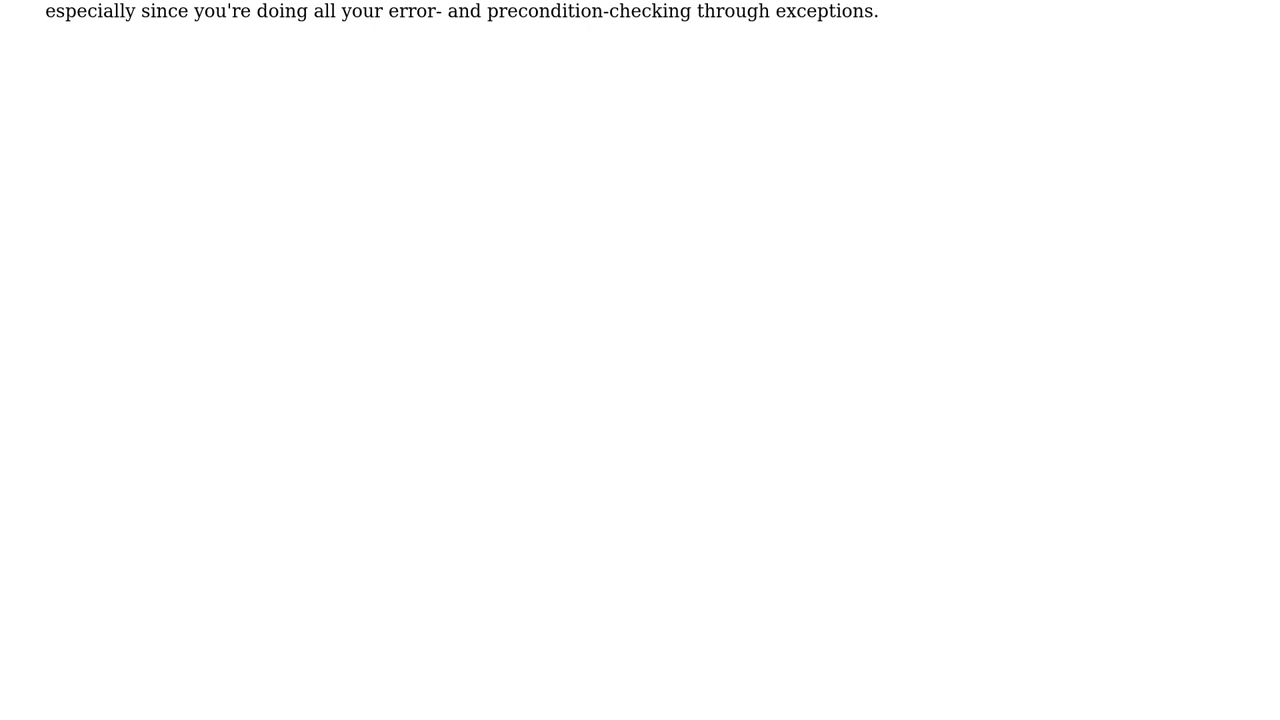 especially since you're doing all your error- and precondition-checking through exceptions.